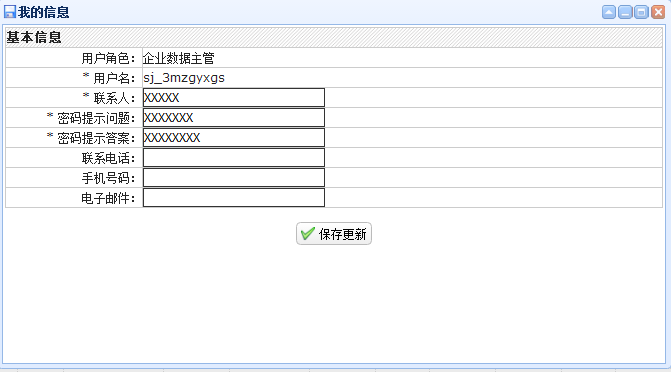 我的信息
基本信息
用户角色: 企业数据主管
* 用户名: sj_3mzgyxgs
* 联系人: XXXXX
* 密码提示问题: XXXXXXX
* 密码提示答案: XXXXXXXX
联系电话:
手机号码:
电子邮件:
保存更新